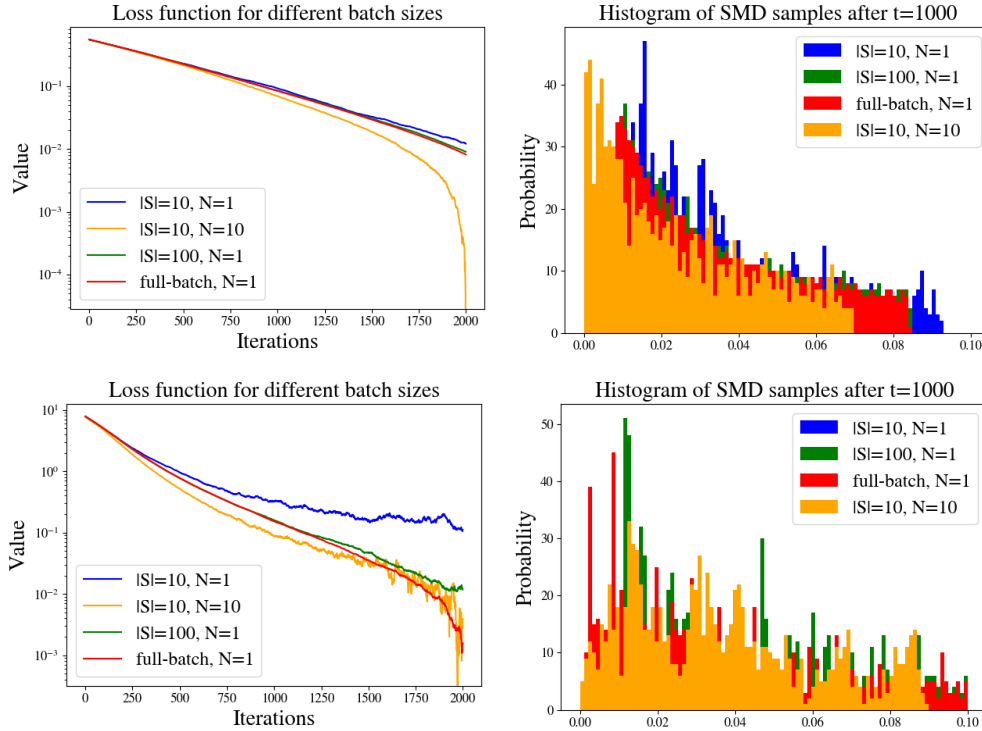 Loss function for different batch sizes
Value
10⁻¹
10⁻²
10⁻³
10⁻⁴
|S|=10, N=1
|S|=10, N=10
|S|=100, N=1
full-batch, N=1
0 250 500 750 1000 1250 1500 1750 2000
Iterations
Histogram of SMD samples after t=1000
Probability
40
30
20
10
0
|S|=10, N=1
|S|=100, N=1
full-batch, N=1
|S|=10, N=10
0.00 0.02 0.04 0.06 0.08 0.10
Loss function for different batch sizes
Value
10¹
10⁰
10⁻¹
10⁻²
10⁻³
|S|=10, N=1
|S|=10, N=10
|S|=100, N=1
full-batch, N=1
0 250 500 750 1000 1250 1500 1750 2000
Iterations
Histogram of SMD samples after t=1000
Probability
50
40
30
20
10
0
|S|=10, N=1
|S|=100, N=1
full-batch, N=1
|S|=10, N=10
0.00 0.02 0.04 0.06 0.08 0.10